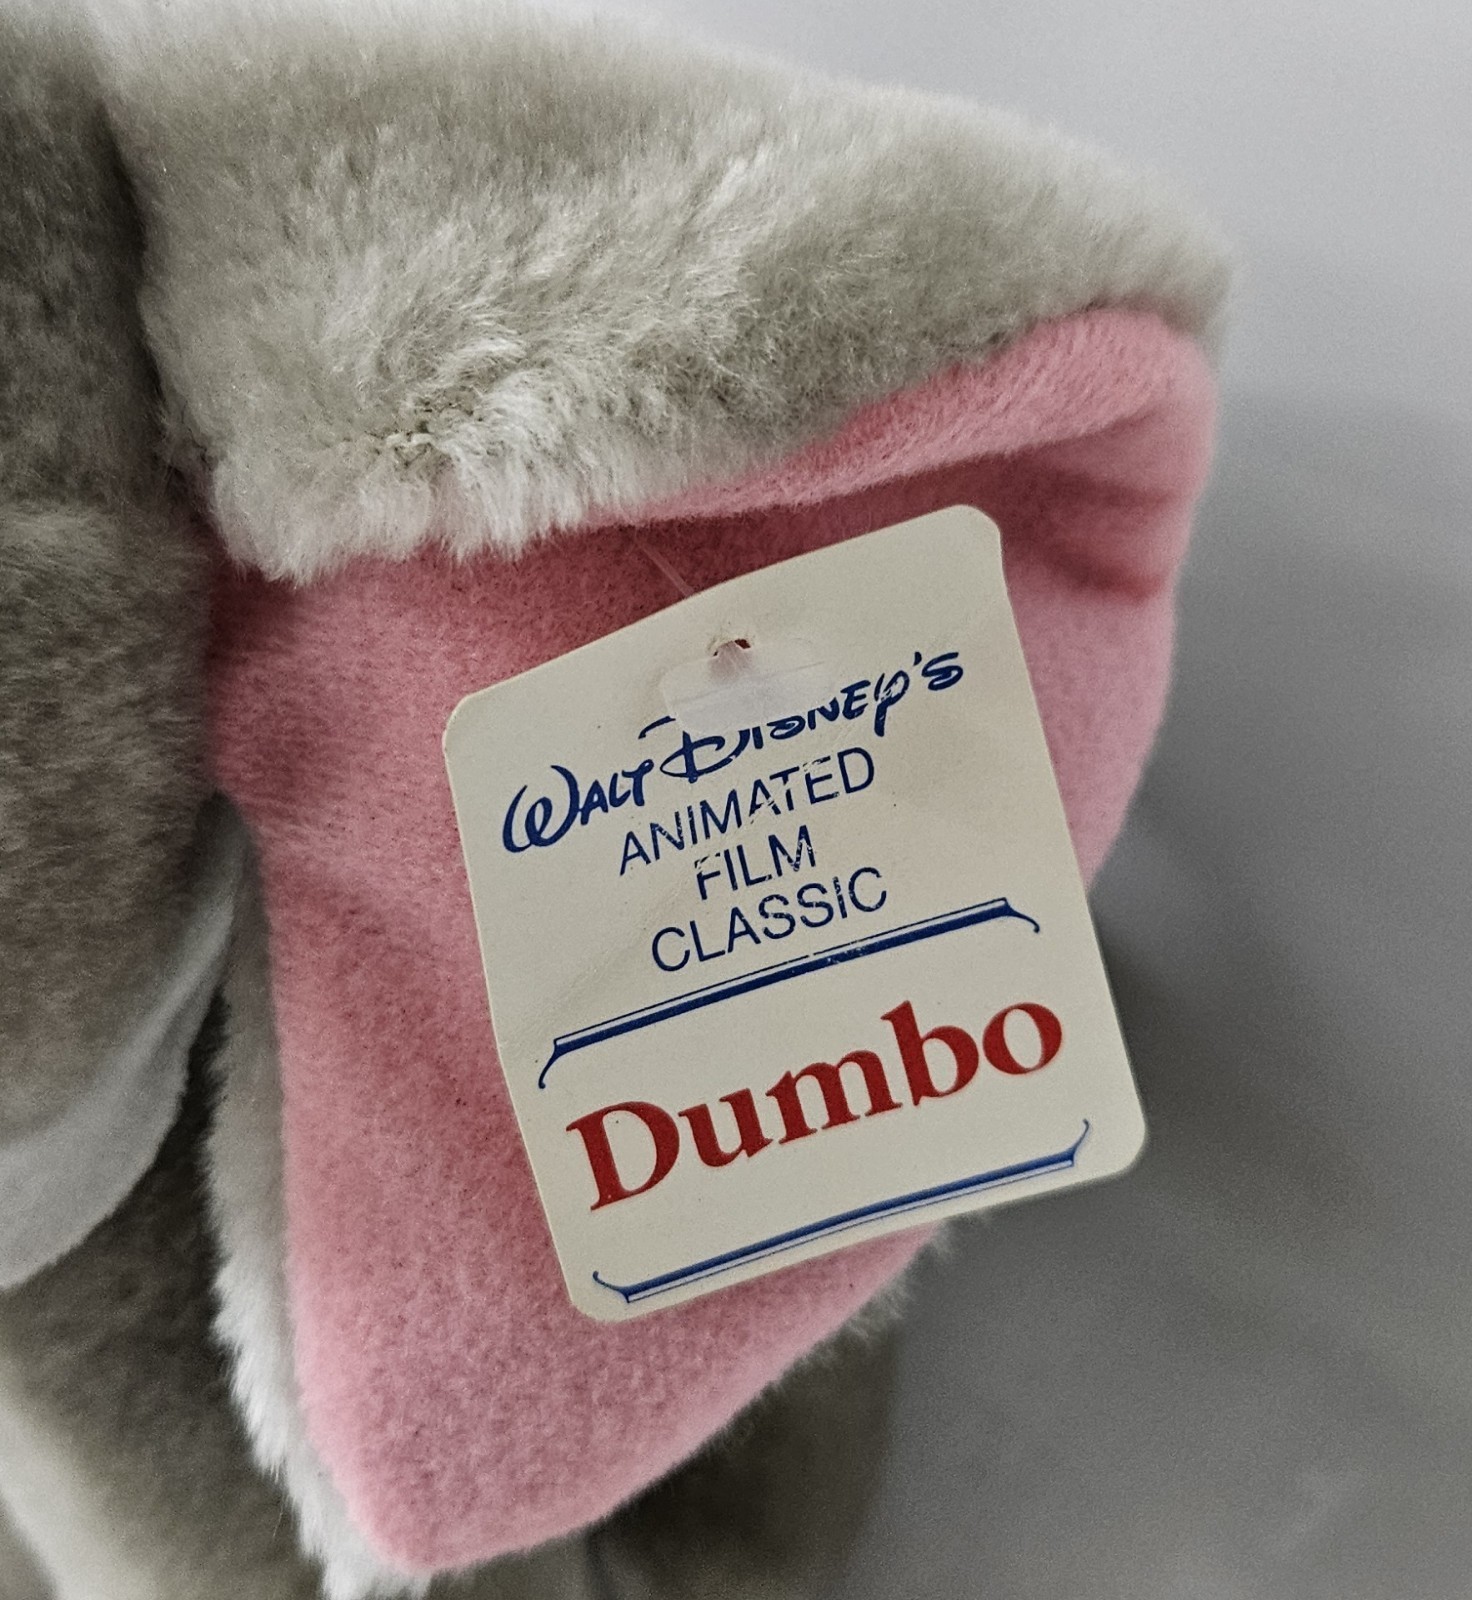 Walt Disney's
ANIMATED
FILM
CLASSIC
Dumbo